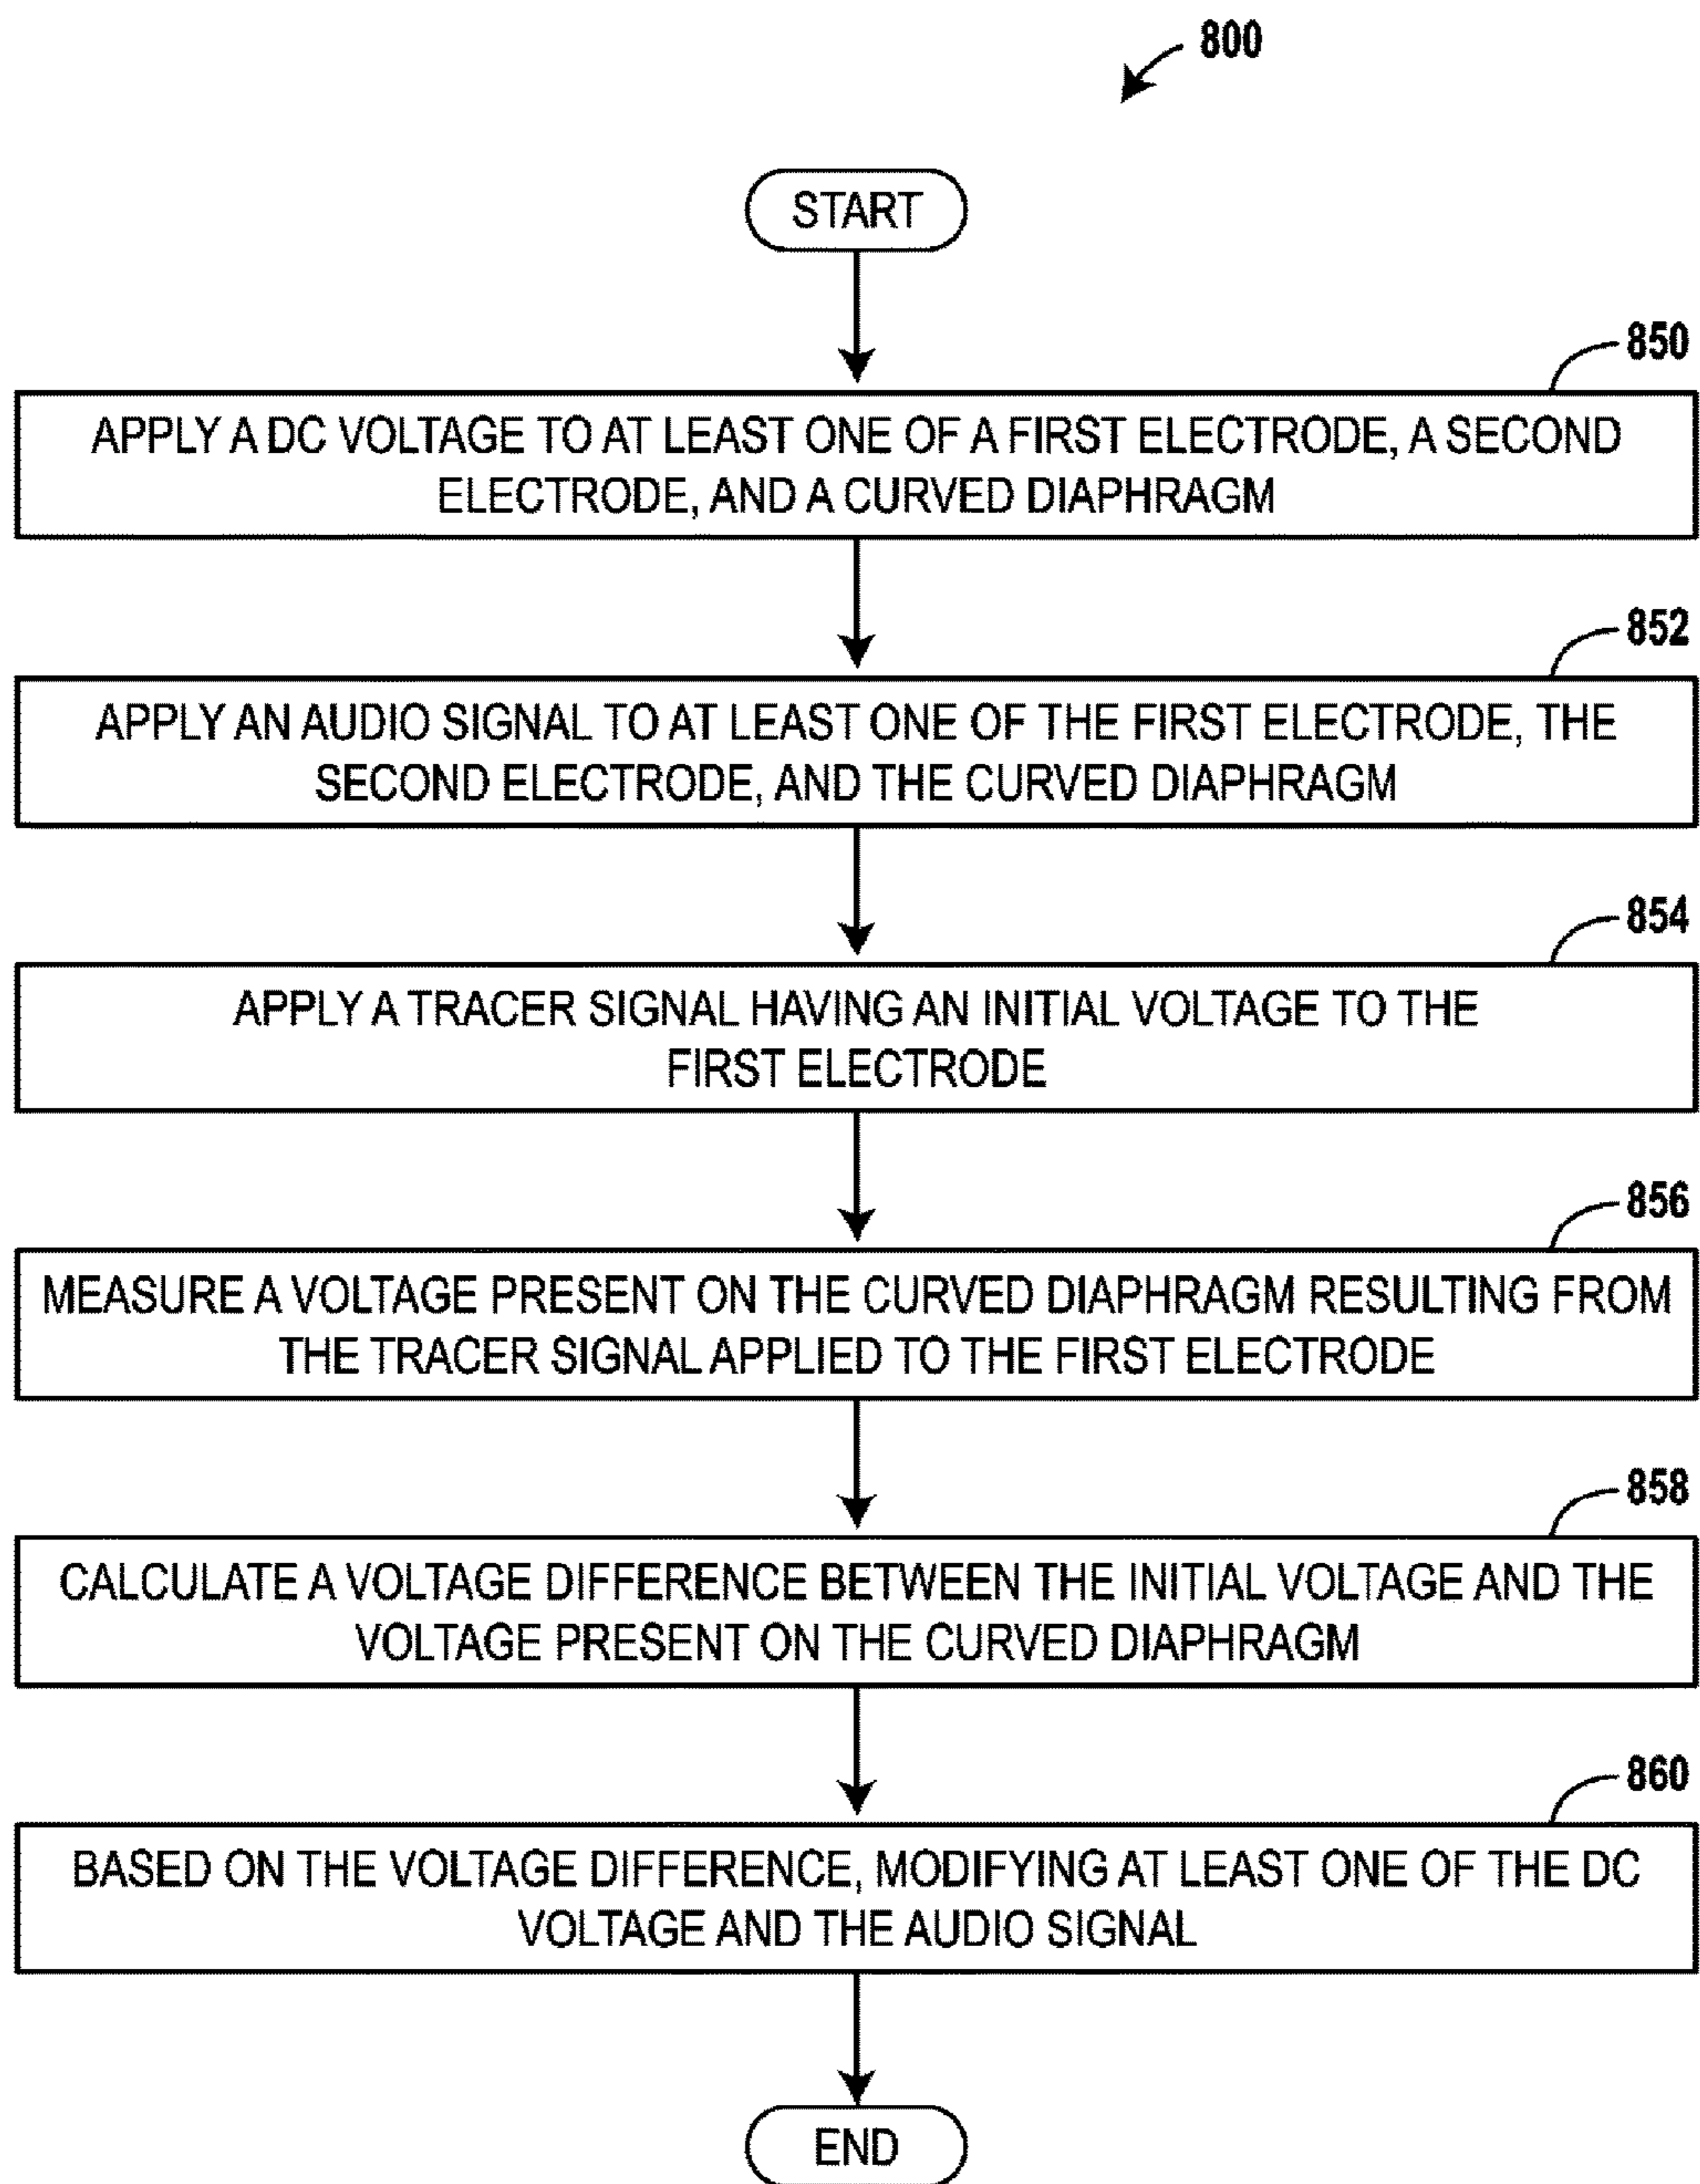 800
START
850
APPLY A DC VOLTAGE TO AT LEAST ONE OF A FIRST ELECTRODE, A SECOND
ELECTRODE, AND A CURVED DIAPHRAGM
852
APPLY AN AUDIO SIGNAL TO AT LEAST ONE OF THE FIRST ELECTRODE, THE
SECOND ELECTRODE, AND THE CURVED DIAPHRAGM
854
APPLY A TRACER SIGNAL HAVING AN INITIAL VOLTAGE TO THE
FIRST ELECTRODE
856
MEASURE A VOLTAGE PRESENT ON THE CURVED DIAPHRAGM RESULTING FROM
THE TRACER SIGNAL APPLIED TO THE FIRST ELECTRODE
858
CALCULATE A VOLTAGE DIFFERENCE BETWEEN THE INITIAL VOLTAGE AND THE
VOLTAGE PRESENT ON THE CURVED DIAPHRAGM
860
BASED ON THE VOLTAGE DIFFERENCE, MODIFYING AT LEAST ONE OF THE DC
VOLTAGE AND THE AUDIO SIGNAL
END